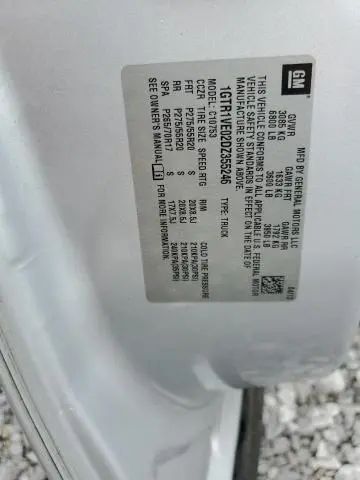 GM
MFD BY GENERAL MOTORS LLC
04/13
GVWR GAWR FRT GAWR RR
3085 KG 1633 KG 1792 KG
6800 LB 3600 LB 3950 LB
THIS VEHICLE CONFORMS TO ALL APPLICABLE U.S. FEDERAL MOTOR
VEHICLE SAFETY STANDARDS IN EFFECT ON THE DATE OF
MANUFACTURE SHOWN ABOVE.
1GTR1VE02DZ355246 TYPE: TRUCK
C10753
CZCR TIRE SIZE SPEED RTG RIM COLD TIRE PRESSURE
FRT P275/55R20 S 20X8.5J 210KPA(30PSI)
RR P275/55R20 S 20X8.5J 210KPA(30PSI)
SPA P265/70R17 S 17X7.5J 240KPA(35PSI)
SEE OWNER'S MANUAL FOR MORE INFORMATION.